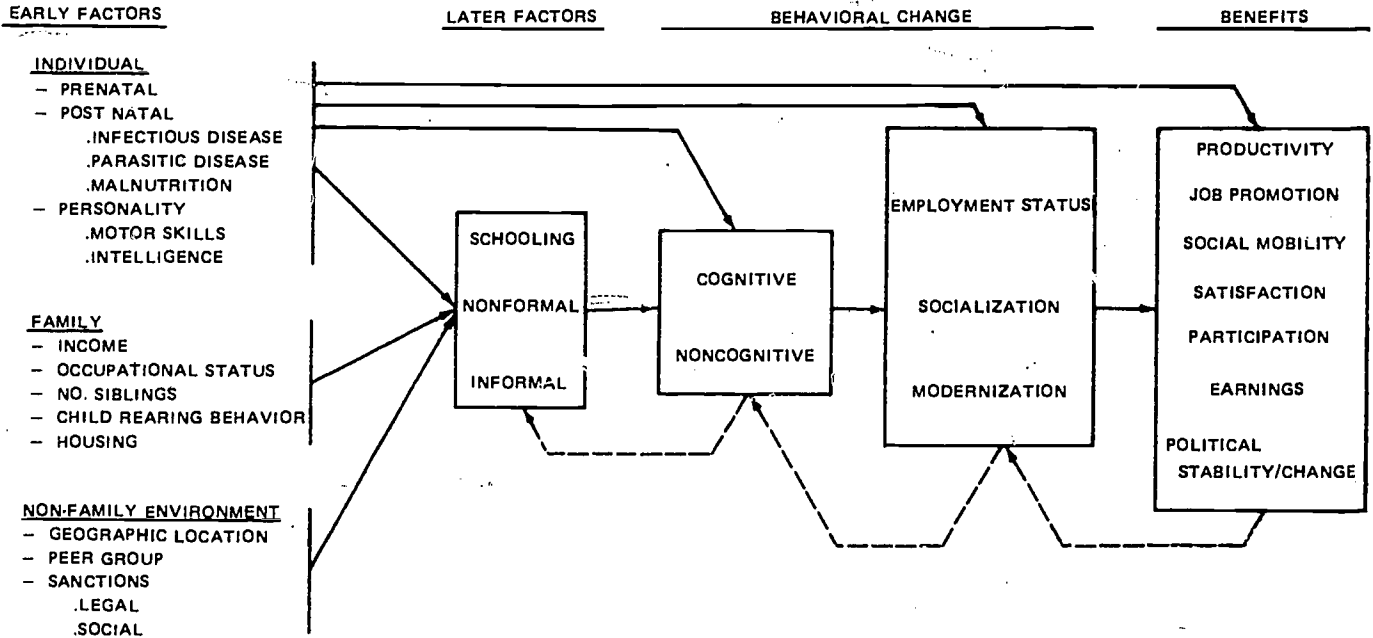 EARLY FACTORS
LATER FACTORS
BEHAVIORAL CHANGE
BENEFITS
INDIVIDUAL
– PRENATAL
– POST NATAL
.INFECTIOUS DISEASE
.PARASITIC DISEASE
.MALNUTRITION
– PERSONALITY
.MOTOR SKILLS
.INTELLIGENCE
FAMILY
– INCOME
– OCCUPATIONAL STATUS
– NO. SIBLINGS
– CHILD REARING BEHAVIOR
– HOUSING
NON-FAMILY ENVIRONMENT
– GEOGRAPHIC LOCATION
– PEER GROUP
– SANCTIONS
.LEGAL
.SOCIAL
SCHOOLING
NONFORMAL
INFORMAL
COGNITIVE
NONCOGNITIVE
EMPLOYMENT STATUS
SOCIALIZATION
MODERNIZATION
PRODUCTIVITY
JOB PROMOTION
SOCIAL MOBILITY
SATISFACTION
PARTICIPATION
EARNINGS
POLITICAL
STABILITY/CHANGE